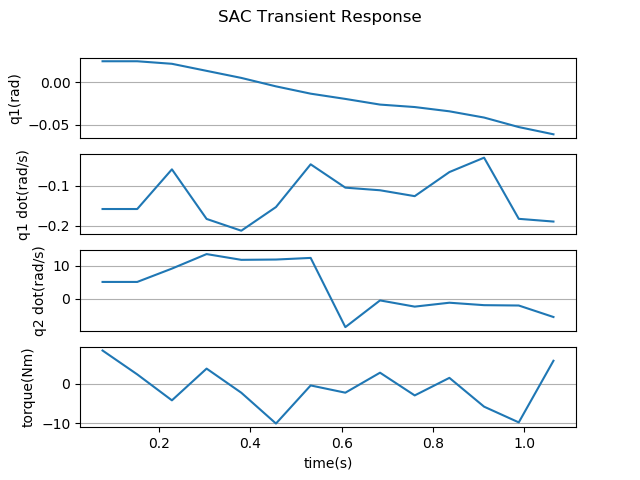 SAC Transient Response
q1(rad)
0.00
−0.05
q1 dot(rad/s)
−0.1
−0.2
q2 dot(rad/s)
10
0
torque(Nm)
0
−10
0.2 0.4 0.6 0.8 1.0
time(s)